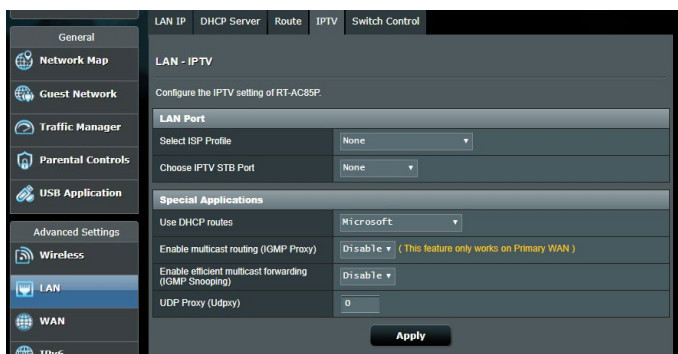 LAN IP DHCP Server Route IPTV Switch Control
General
Network Map
Guest Network
Traffic Manager
Parental Controls
USB Application
Advanced Settings
Wireless
LAN
WAN
IPv6
LAN - IPTV
Configure the IPTV setting of RT-AC85P.
LAN Port
Select ISP Profile None
Choose IPTV STB Port None
Special Applications
Use DHCP routes Microsoft
Enable multicast routing (IGMP Proxy) Disable ( This feature only works on Primary WAN )
Enable efficient multicast forwarding
(IGMP Snooping) Disable
UDP Proxy (Udpxy) 0
Apply